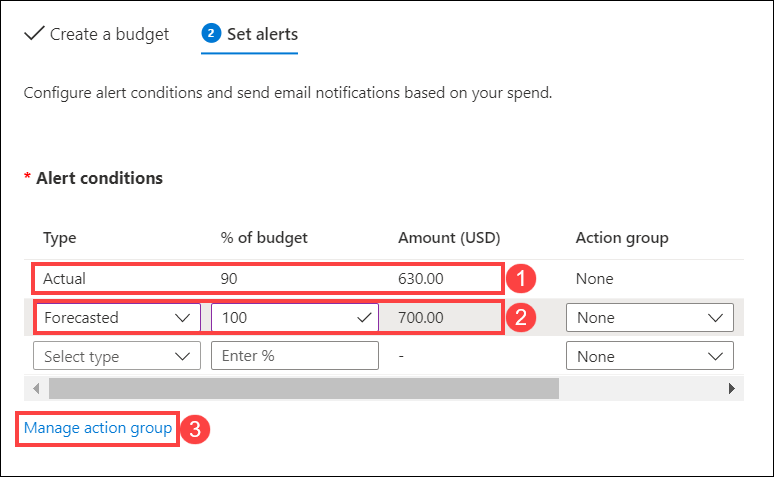 Create a budget 2 Set alerts
Configure alert conditions and send email notifications based on your spend.
* Alert conditions
Type % of budget Amount (USD) Action group
Actual 90 630.00 1 None
Forecasted 100 700.00 2 None
Select type Enter % - None
Manage action group 3